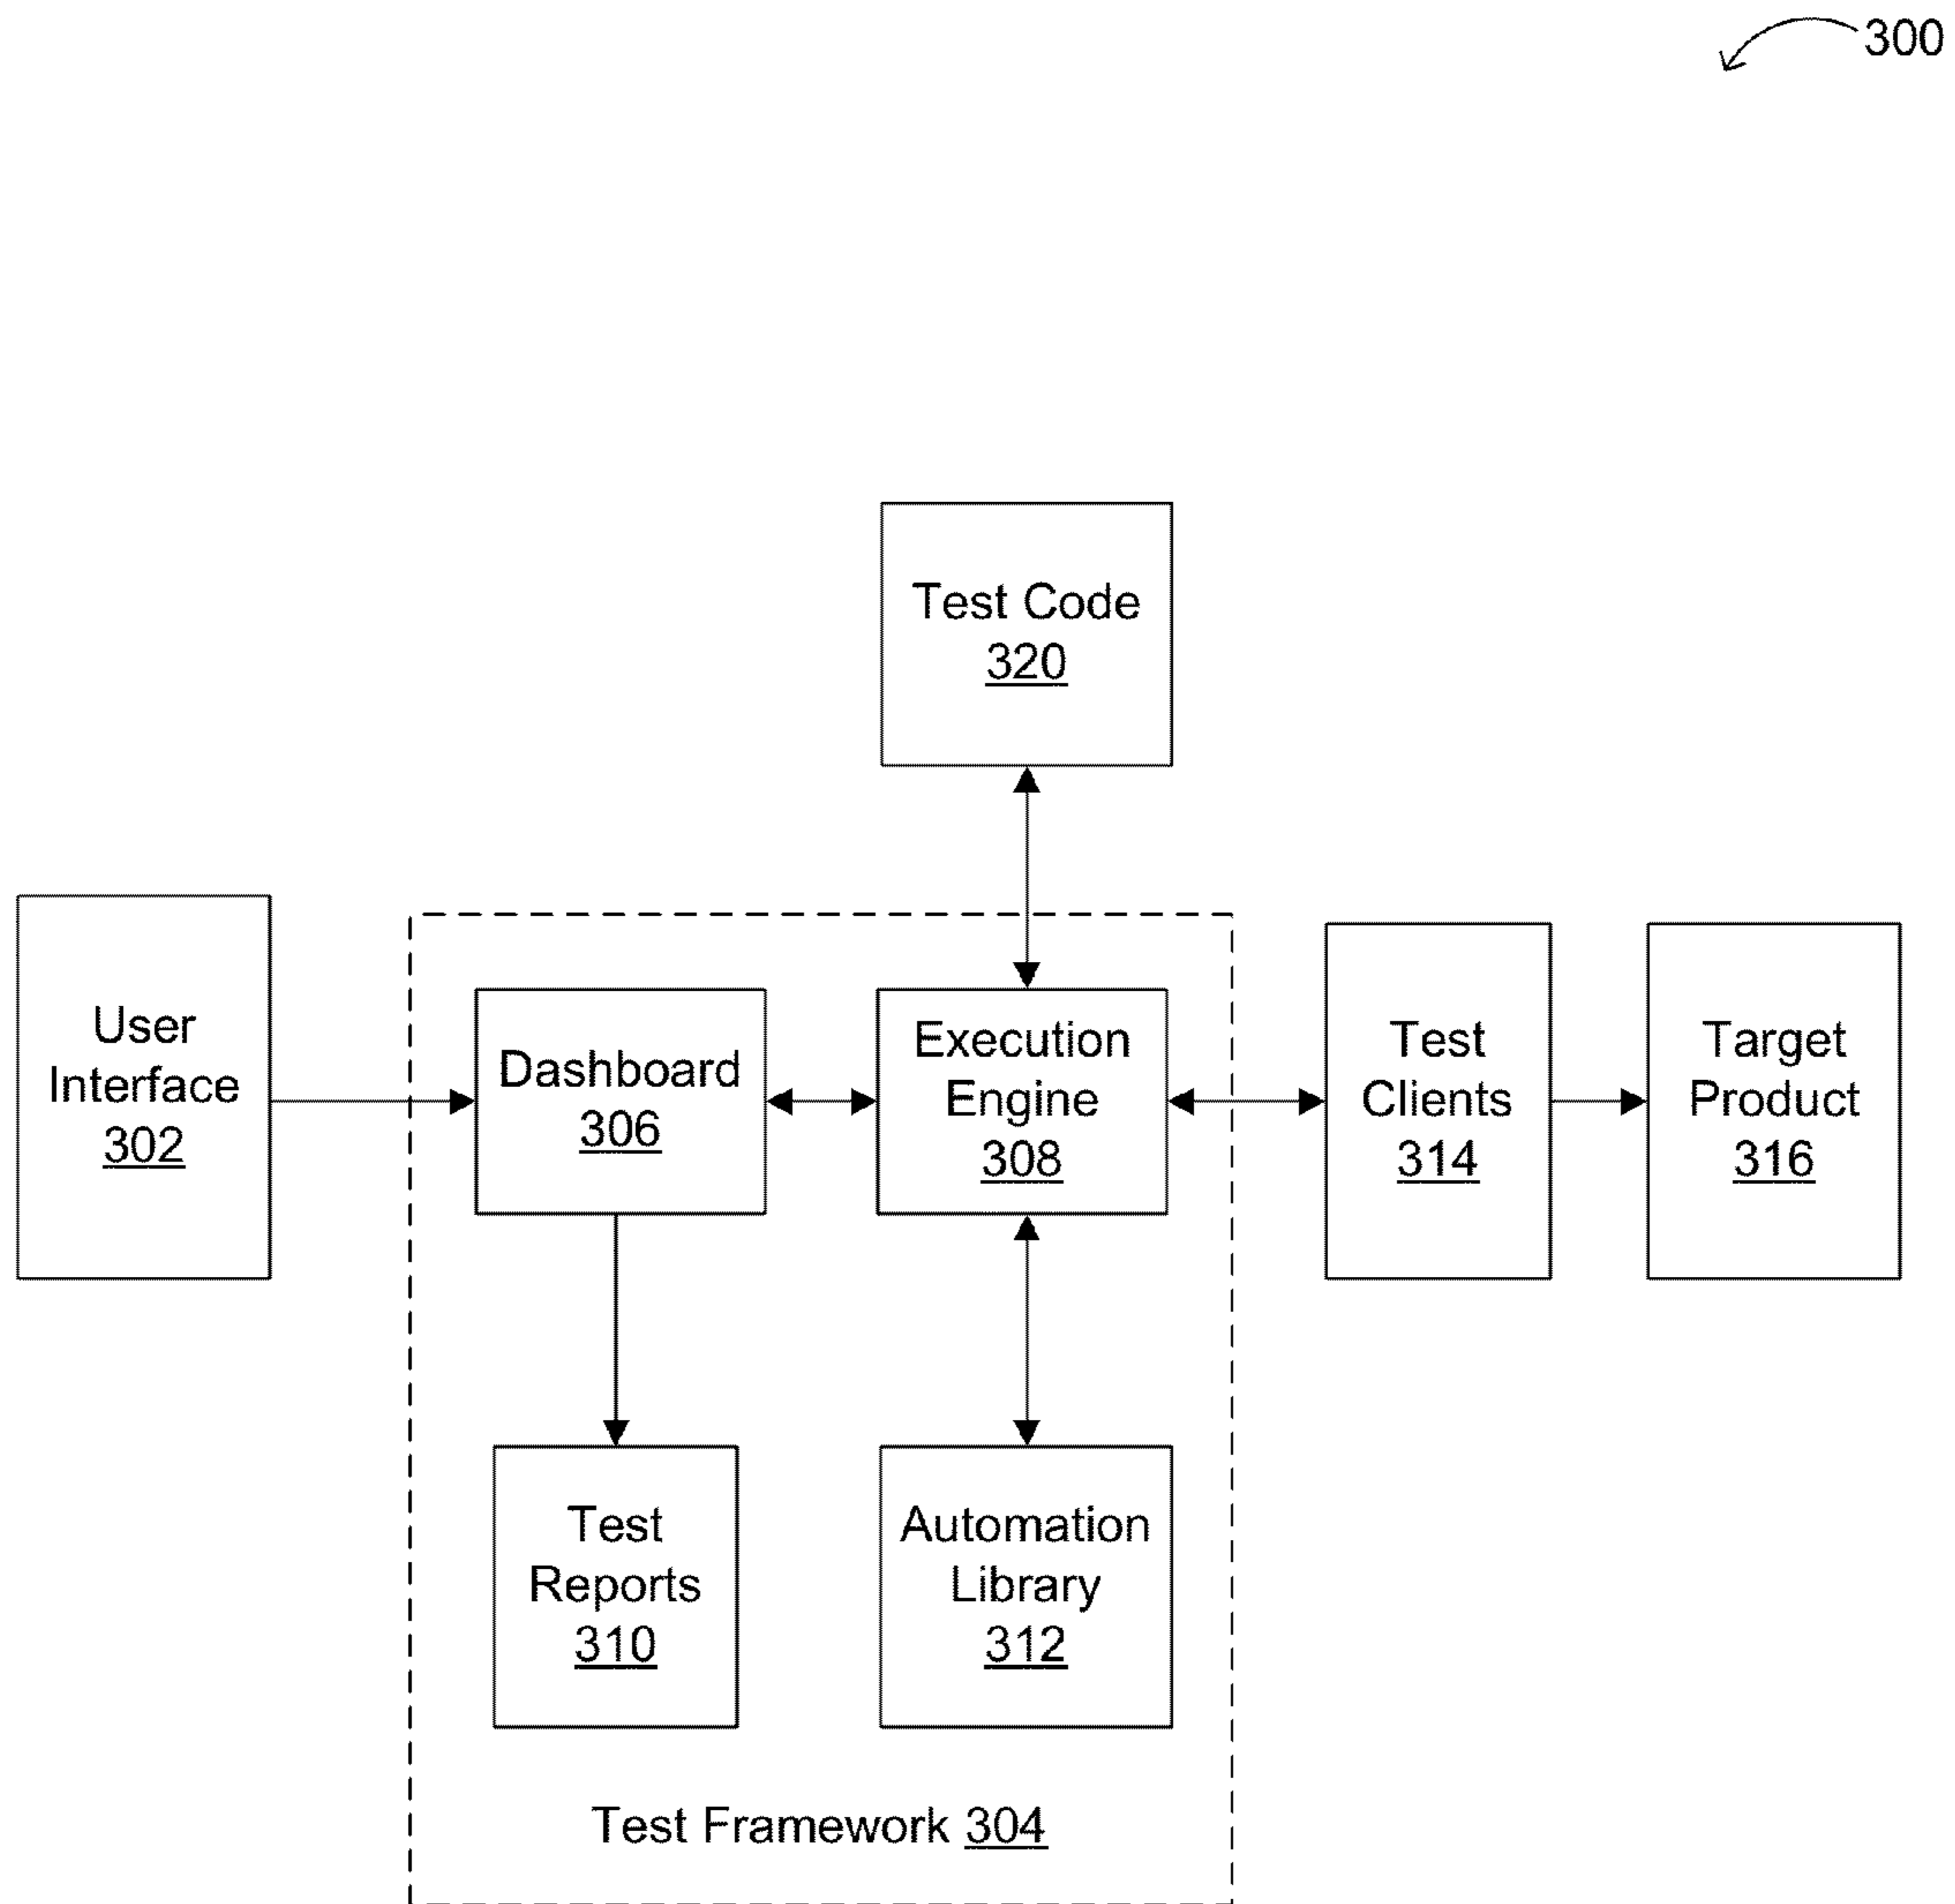 300
Test Code
320
User
Interface
302
Dashboard
306
Execution
Engine
308
Test
Clients
314
Target
Product
316
Test
Reports
310
Automation
Library
312
Test Framework 304